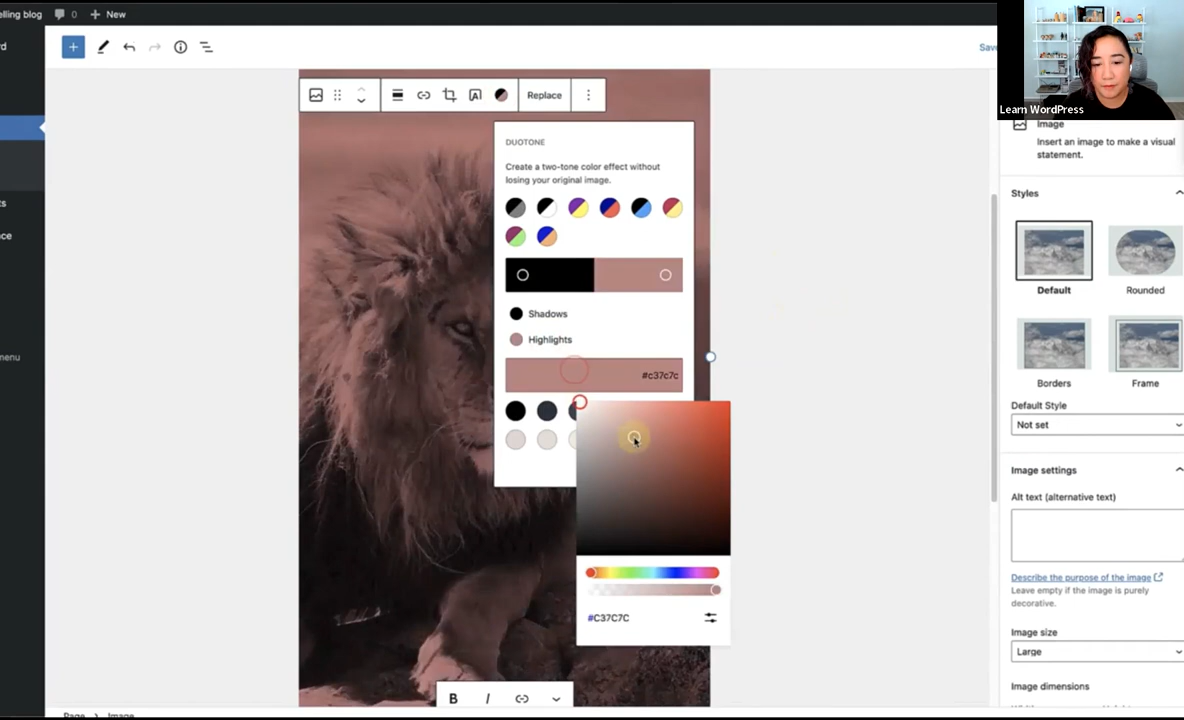 elling blog 0 + New
Save
Replace
DUOTONE
Create a two-tone color effect without
losing your original image.
Shadows
Highlights
#c37c7c
#C37C7C
B I
Learn WordPress
Image
Insert an image to make a visual
statement.
Styles
Default
Rounded
Borders
Frame
Default Style
Not set
Image settings
Alt text (alternative text)
Describe the purpose of the image
Leave empty if the image is purely
decorative.
Image size
Large
Image dimensions
menu
Page > Image